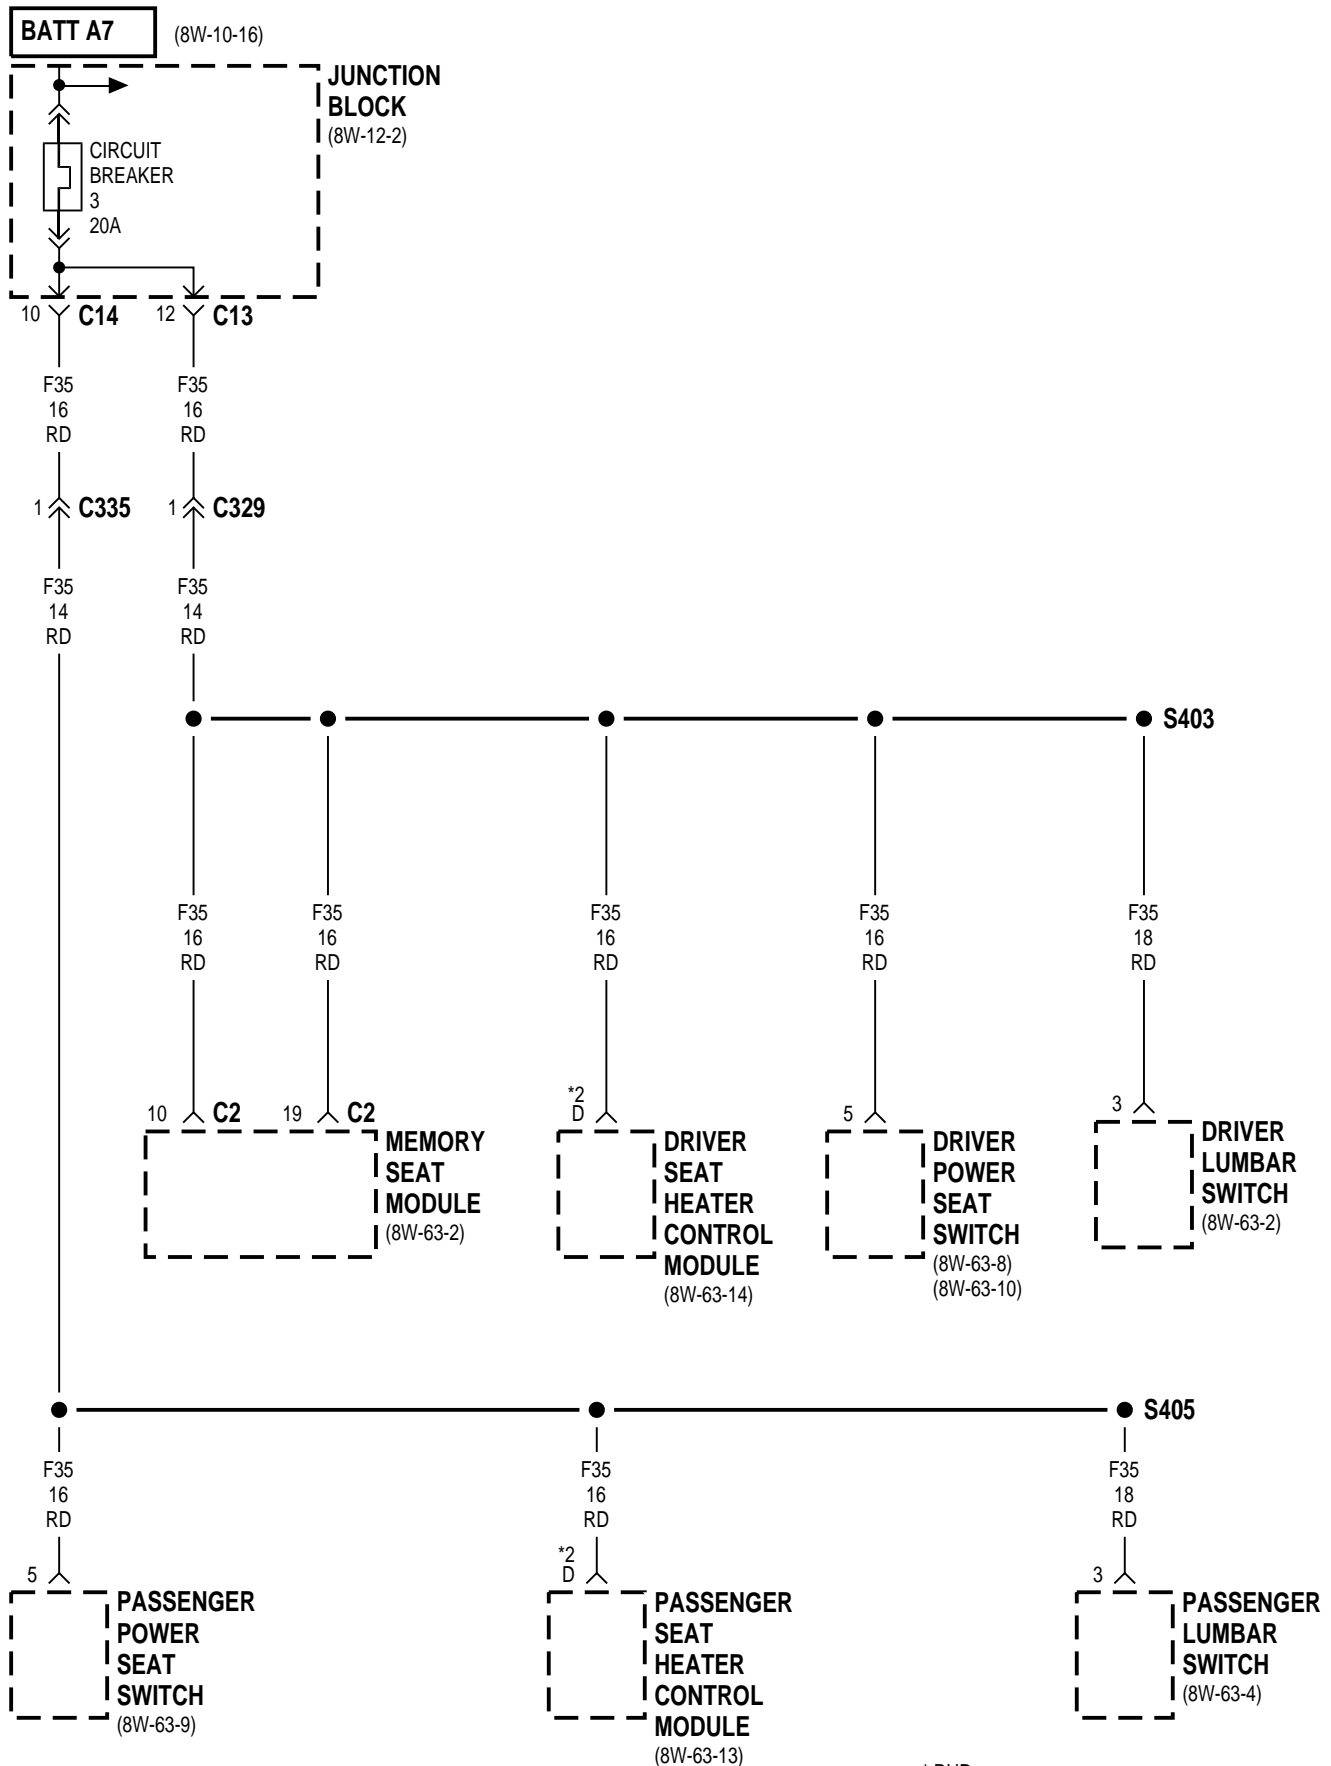 BATT A7
(8W-10-16)
JUNCTION
BLOCK
(8W-12-2)
CIRCUIT
BREAKER
3
20A
10 C14
12 C13
F35
16
RD
F35
16
RD
1 C335
1 C329
F35
14
RD
F35
14
RD
S403
F35
16
RD
F35
16
RD
F35
16
RD
F35
16
RD
F35
18
RD
10 C2
19 C2
MEMORY
SEAT
MODULE
(8W-63-2)
*2
D
DRIVER
SEAT
HEATER
CONTROL
MODULE
(8W-63-14)
5
DRIVER
POWER
SEAT
SWITCH
(8W-63-8)
(8W-63-10)
3
DRIVER
LUMBAR
SWITCH
(8W-63-2)
S405
F35
16
RD
F35
16
RD
F35
18
RD
5
PASSENGER
POWER
SEAT
SWITCH
(8W-63-9)
*2
D
PASSENGER
SEAT
HEATER
CONTROL
MODULE
(8W-63-13)
3
PASSENGER
LUMBAR
SWITCH
(8W-63-4)